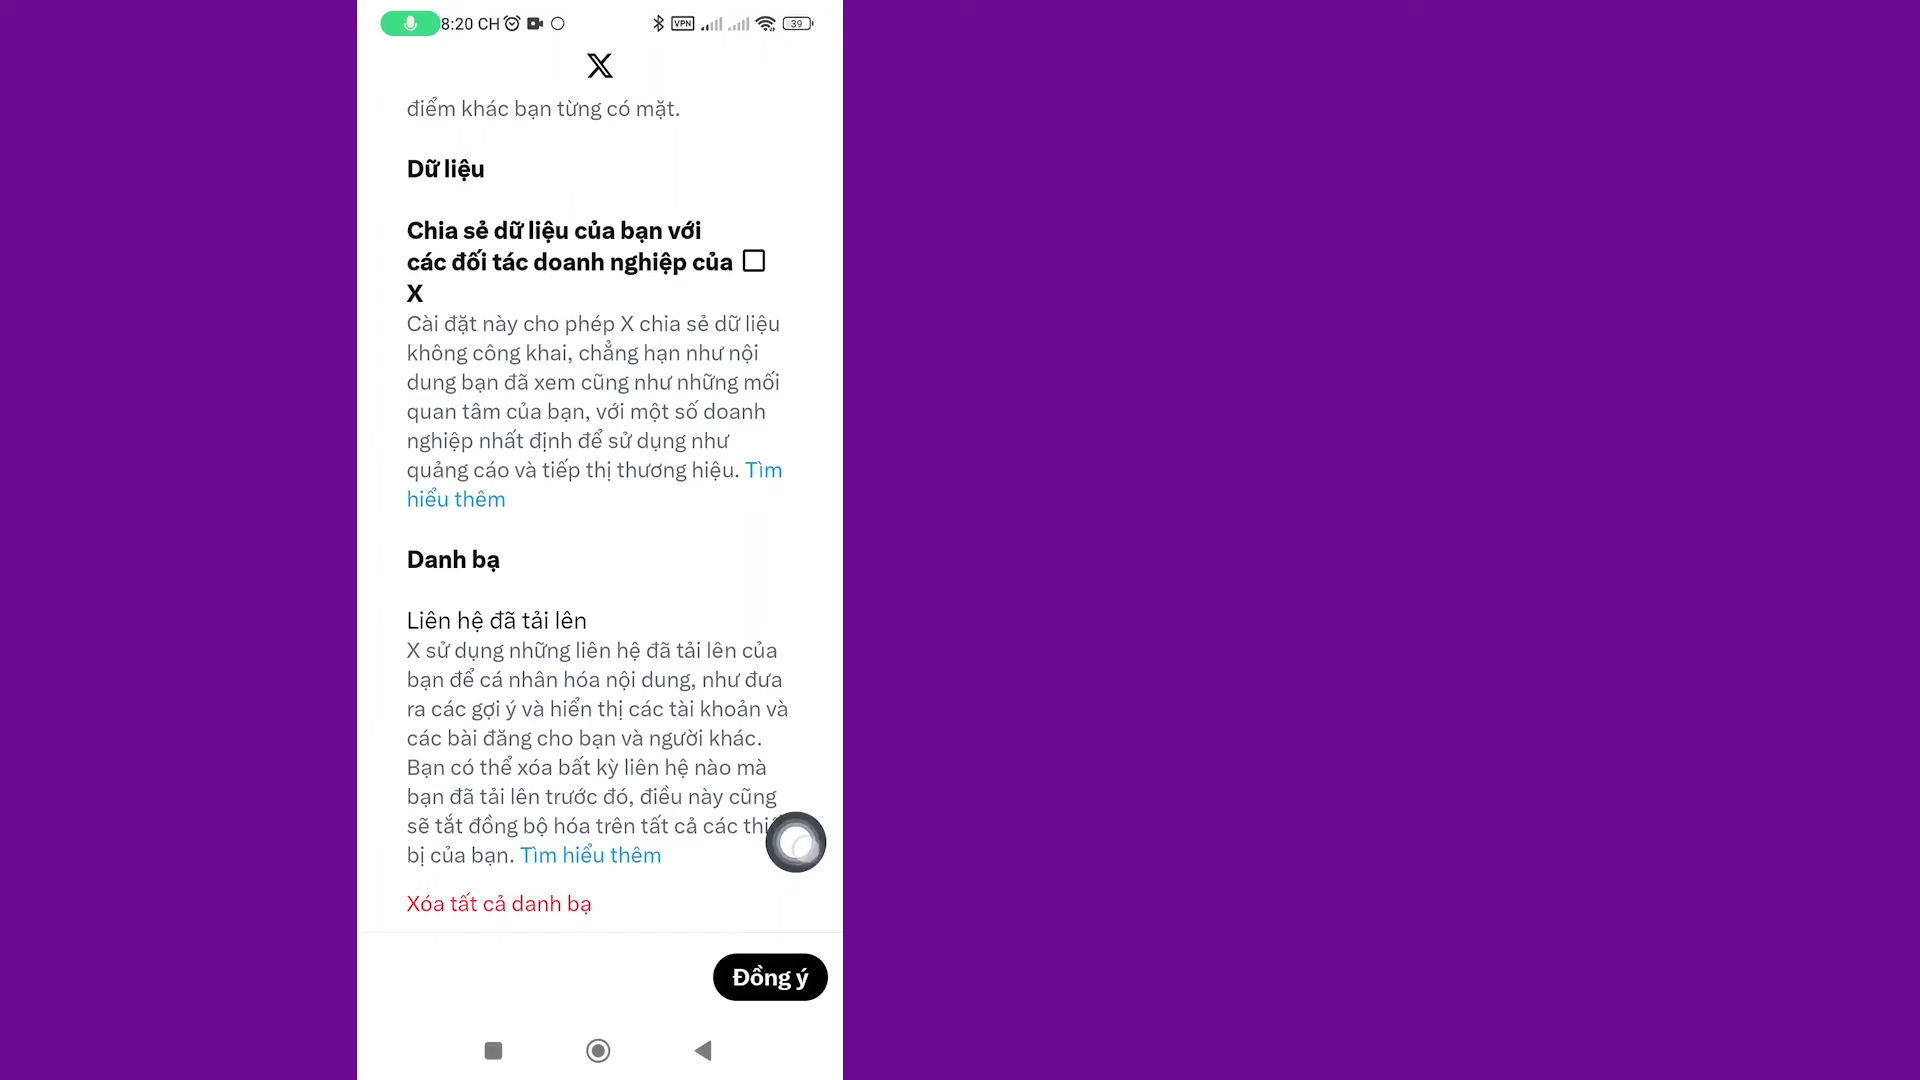 8:20 CH
VPN
39
X
điểm khác bạn từng có mặt.
Dữ liệu
Chia sẻ dữ liệu của bạn với
các đối tác doanh nghiệp của
X
Cài đặt này cho phép X chia sẻ dữ liệu
không công khai, chẳng hạn như nội
dung bạn đã xem cũng như những mối
quan tâm của bạn, với một số doanh
nghiệp nhất định để sử dụng như
quảng cáo và tiếp thị thương hiệu. Tìm
hiểu thêm
Danh bạ
Liên hệ đã tải lên
X sử dụng những liên hệ đã tải lên của
bạn để cá nhân hóa nội dung, như đưa
ra các gợi ý và hiển thị các tài khoản và
các bài đăng cho bạn và người khác.
Bạn có thể xóa bất kỳ liên hệ nào mà
bạn đã tải lên trước đó, điều này cũng
sẽ tắt đồng bộ hóa trên tất cả các
bị của bạn. Tìm hiểu thêm
Xóa tất cả danh bạ
Đồng ý